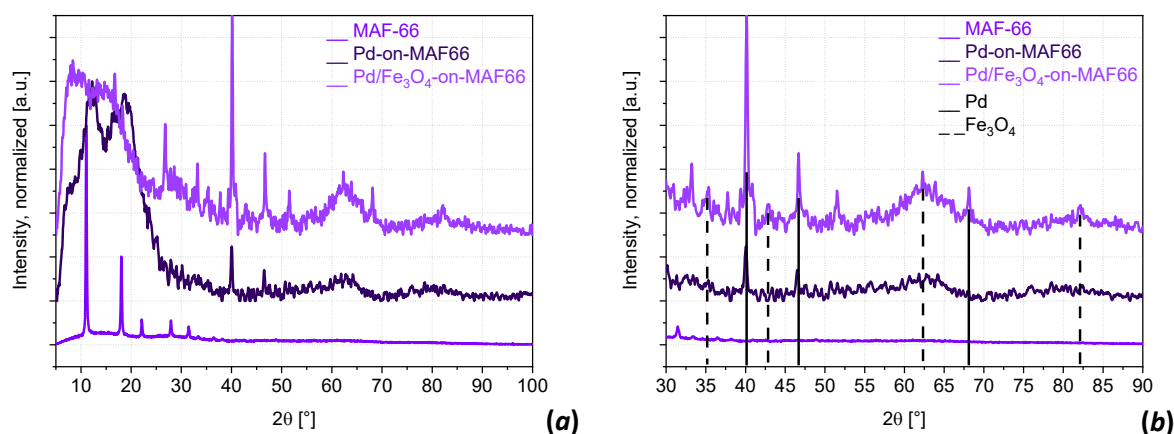 MAF-66
Pd-on-MAF66
Pd/Fe₃O₄-on-MAF66
Intensity, normalized [a.u.]
10 20 30 40 50 60 70 80 90 100
2θ [°]
(a)
MAF-66
Pd-on-MAF66
Pd/Fe₃O₄-on-MAF66
Pd
Fe₃O₄
Intensity, normalized [a.u.]
30 35 40 45 50 55 60 65 70 75 80 85 90
2θ [°]
(b)